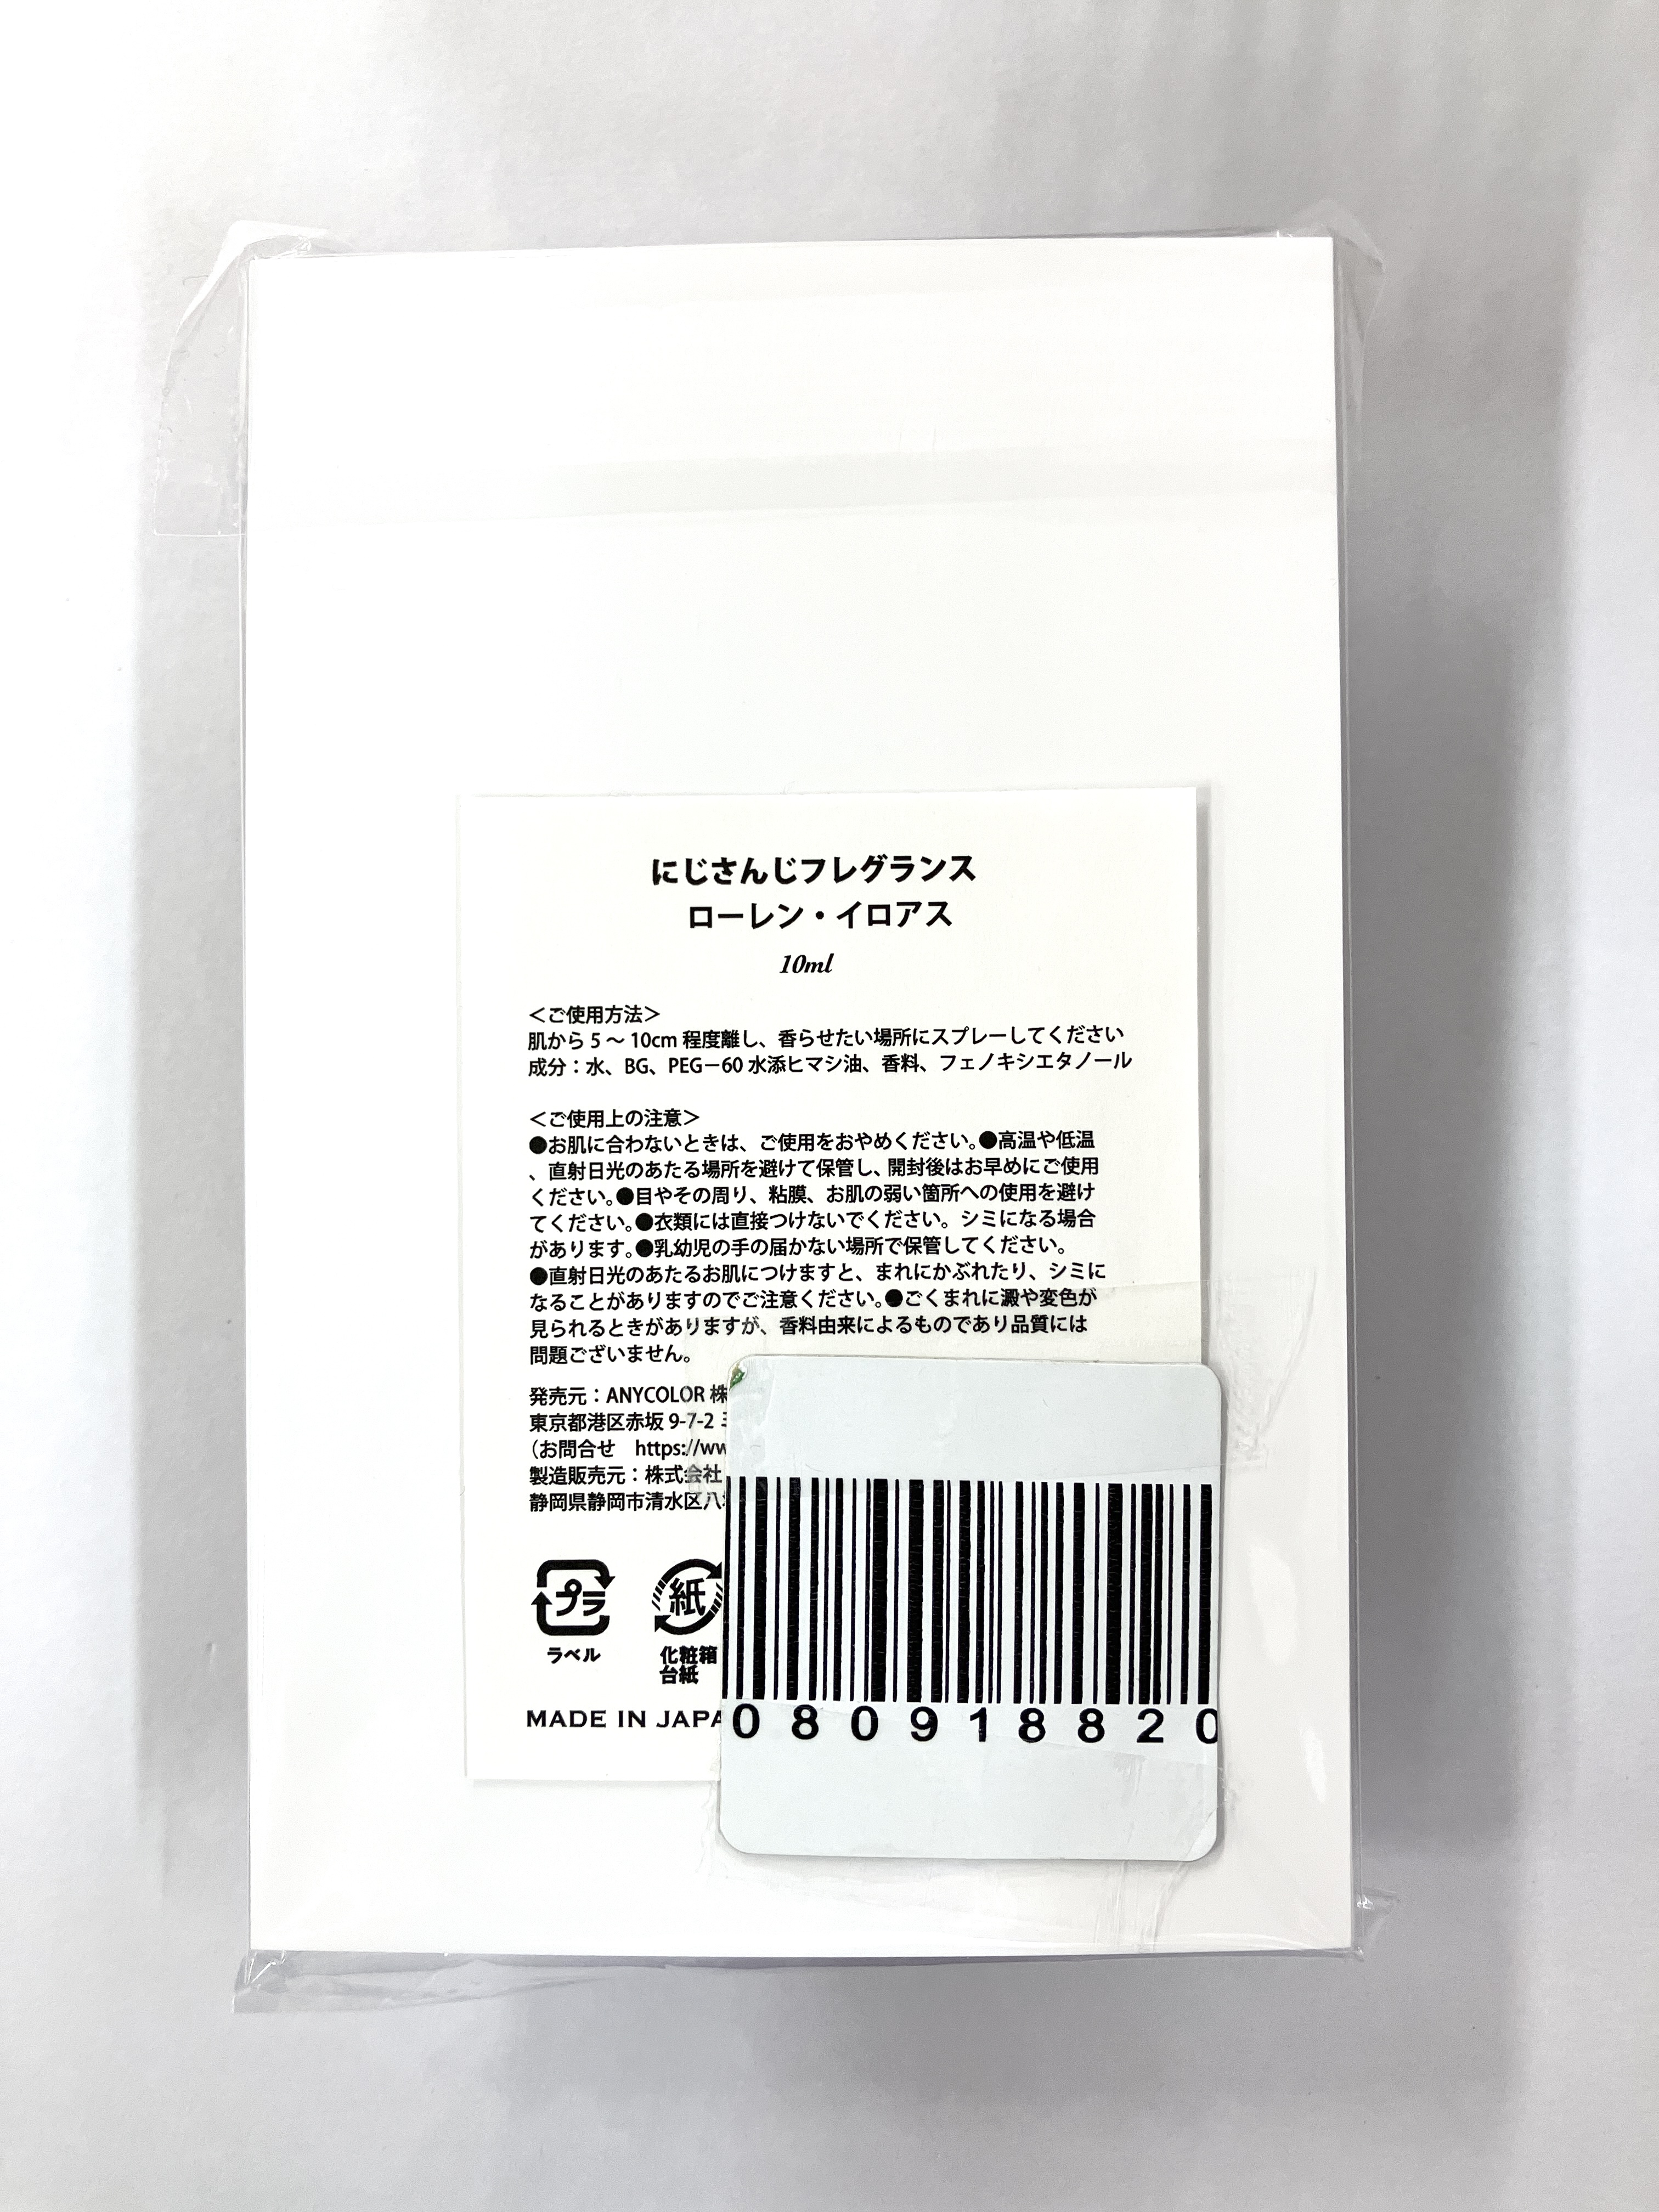 にじさんじフレグランス
ローレン・イロアス
10ml
＜ご使用方法＞
肌から 5 ～ 10cm 程度離し、香らせたい場所にスプレーしてください
成分：水、BG、PEG－60 水添ヒマシ油、香料、フェノキシエタノール
＜ご使用上の注意＞
●お肌に合わないときは、ご使用をおやめください。●高温や低温
、直射日光のあたる場所を避けて保管し、開封後はお早めにご使用
ください。●目やその周り、粘膜、お肌の弱い箇所への使用を避け
てください。●衣類には直接つけないでください。シミになる場合
があります。●乳幼児の手の届かない場所で保管してください。
●直射日光のあたるお肌につけますと、まれにかぶれたり、シミに
なることがありますのでご注意ください。●ごくまれに澱や変色が
見られるときがありますが、香料由来によるものであり品質には
問題ございません。
発売元：ANYCOLOR 株
東京都港区赤坂 9-7-2
（お問合せ　https://ww
製造販売元：株式会社
静岡県静岡市清水区八
プラ
ラベル
紙
化粧箱
台紙
MADE IN JAPA
080918820